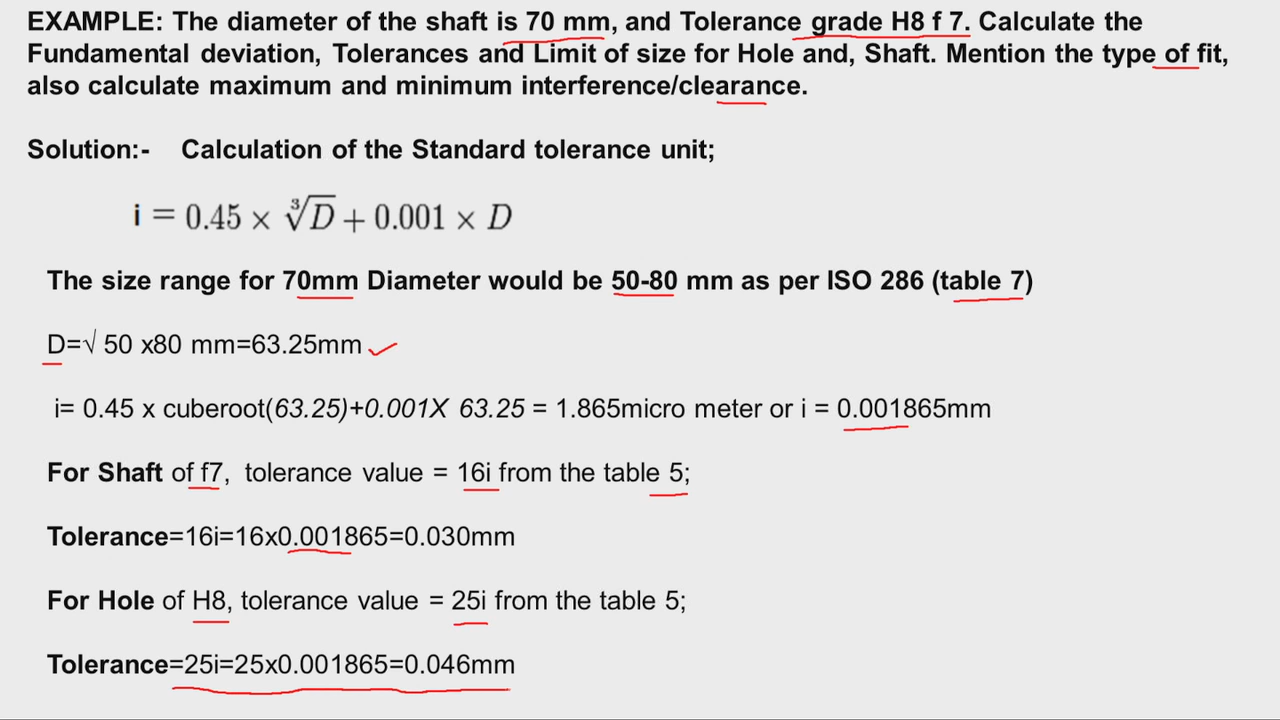 EXAMPLE: The diameter of the shaft is 70 mm, and Tolerance grade H8 f 7. Calculate the
Fundamental deviation, Tolerances and Limit of size for Hole and, Shaft. Mention the type of fit,
also calculate maximum and minimum interference/clearance.
Solution:- Calculation of the Standard tolerance unit;
i = 0.45 × ∛D + 0.001 × D
The size range for 70mm Diameter would be 50-80 mm as per ISO 286 (table 7)
D=√ 50 x80 mm=63.25mm
i= 0.45 x cuberoot(63.25)+0.001X 63.25 = 1.865micro meter or i = 0.001865mm
For Shaft of f7, tolerance value = 16i from the table 5;
Tolerance=16i=16x0.001865=0.030mm
For Hole of H8, tolerance value = 25i from the table 5;
Tolerance=25i=25x0.001865=0.046mm